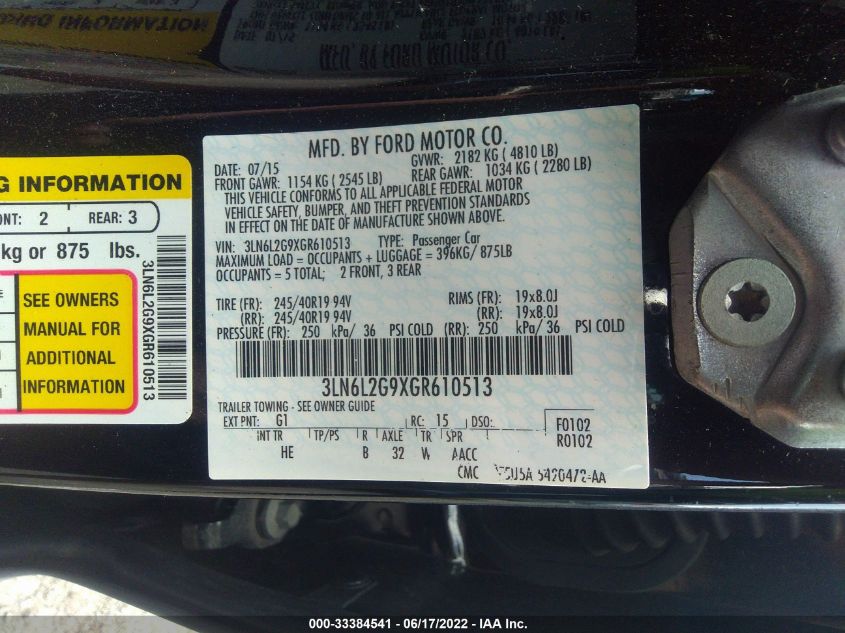 MFD. BY FORD MOTOR CO.
DATE: 07/15 GVWR: 2182 KG ( 4810 LB)
FRONT GAWR: 1154 KG ( 2545 LB) REAR GAWR: 1034 KG ( 2280 LB)
THIS VEHICLE CONFORMS TO ALL APPLICABLE FEDERAL MOTOR
VEHICLE SAFETY, BUMPER, AND THEFT PREVENTION STANDARDS
IN EFFECT ON THE DATE OF MANUFACTURE SHOWN ABOVE.
VIN: 3LN6L2G9XGR610513 TYPE: Passenger Car
MAXIMUM LOAD = OCCUPANTS + LUGGAGE = 396KG/ 875LB
OCCUPANTS = 5 TOTAL; 2 FRONT, 3 REAR
TIRE (FR): 245/40R19 94V RIMS (FR): 19x8.0J
(RR): 245/40R19 94V (RR): 19x8.0J
PRESSURE (FR): 250 kPa/ 36 PSI COLD (RR): 250 kPa/ 36 PSI COLD
3LN6L2G9XGR610513
TRAILER TOWING - SEE OWNER GUIDE
EXT PNT: G1 RC: 15 DSO: F0102
R0102
INT TR TP/PS R AXLE TR SPR
HE B 32 W AACC
CMC
G INFORMATION
ONT: 2 REAR: 3
kg or 875 lbs.
SEE OWNERS
MANUAL FOR
ADDITIONAL
INFORMATION
3LN6L2G9XGR610513
000-33384541 - 06/17/2022 - IAA Inc.